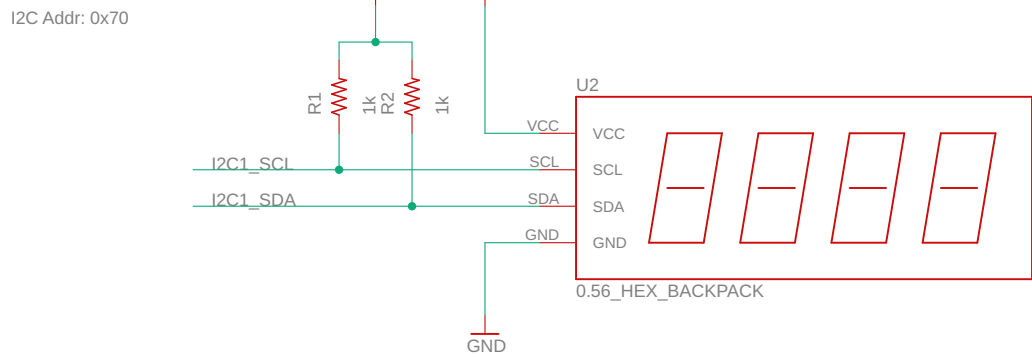 I2C Addr: 0x70
U2
R1
1k
R2
1k
VCC
VCC
I2C1_SCL
SCL
SCL
I2C1_SDA
SDA
SDA
GND
GND
0.56_HEX_BACKPACK
GND